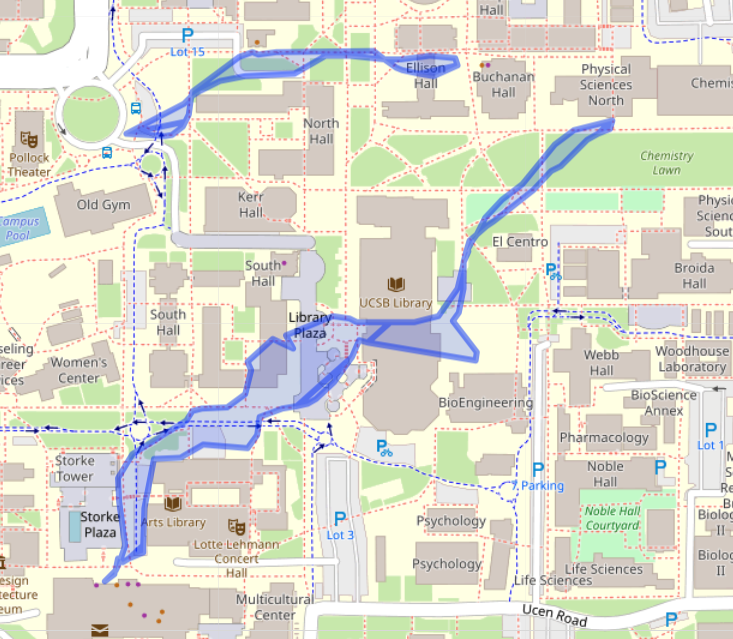 Hall
P
Lot 15
Ellison
Hall
Buchanan
Hall
Physical
Sciences
North
Chemis
North
Hall
Pollock
Theater
Chemistry
Lawn
Old Gym
Kerr
Hall
Campus
Pool
Physic
Scienc
South
El Centro
South
Hall
P
Broida
Hall
UCSB Library
South
Hall
Library
Plaza
seling
reer
ices
Women's
Center
Webb
Hall
Woodhouse
Laboratory
BioEngineering
BioScience
Annex
Pharmacology
P
Lot 1
P
Storke
Tower
P
Parking
Noble
Hall
P
Storke
Plaza
Arts Library
P
Lot 3
Psychology
Noble Hall
Courtyard
Biolog
II
Lotte-Lehmann
Concert
Hall
Psychology
Life Sciences
Life Sciences
Biolog
II
esign
itecture
eum
Multicultural
Center
Ucen Road
P